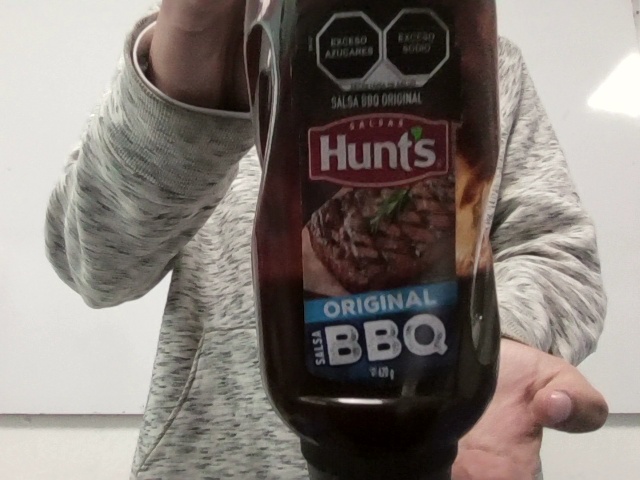 EXCESO AZÚCARES
EXCESO SODIO
SALSA BBQ ORIGINAL
SALSAS
Hunt's
ORIGINAL
SALSA
BBQ